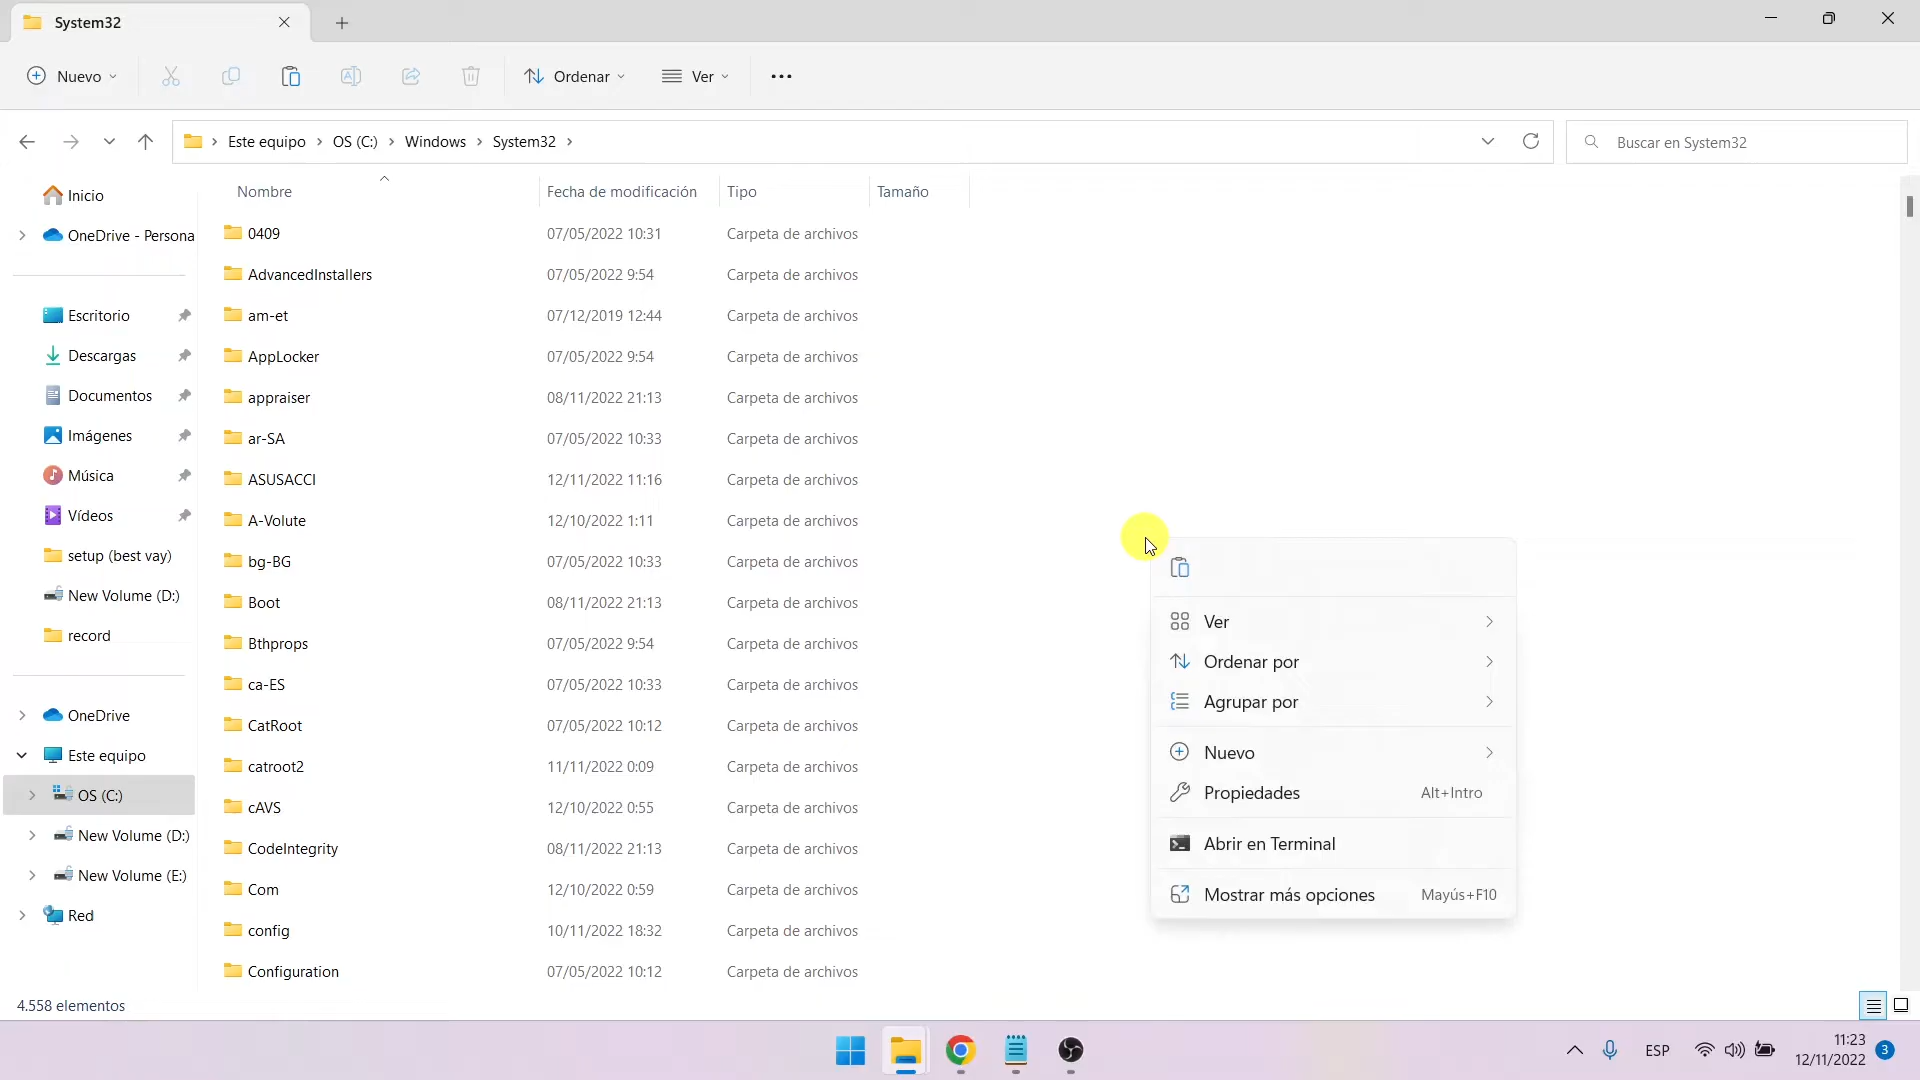 System32
Nuevo
Ordenar
Ver
Este equipo
OS (C:)
Windows
System32
Buscar en System32
Inicio
OneDrive - Persona
Escritorio
Descargas
Documentos
Imágenes
Música
Vídeos
setup (best vay)
New Volume (D:)
record
OneDrive
Este equipo
OS (C:)
New Volume (D:)
New Volume (E:)
Red
Nombre Fecha de modificación Tipo Tamaño
0409 07/05/2022 10:31 Carpeta de archivos
AdvancedInstallers 07/05/2022 9:54 Carpeta de archivos
am-et 07/12/2019 12:44 Carpeta de archivos
AppLocker 07/05/2022 9:54 Carpeta de archivos
appraiser 08/11/2022 21:13 Carpeta de archivos
ar-SA 07/05/2022 10:33 Carpeta de archivos
ASUSACCI 12/11/2022 11:16 Carpeta de archivos
A-Volute 12/10/2022 1:11 Carpeta de archivos
bg-BG 07/05/2022 10:33 Carpeta de archivos
Boot 08/11/2022 21:13 Carpeta de archivos
Bthprops 07/05/2022 9:54 Carpeta de archivos
ca-ES 07/05/2022 10:33 Carpeta de archivos
CatRoot 07/05/2022 10:12 Carpeta de archivos
catroot2 11/11/2022 0:09 Carpeta de archivos
cAVS 12/10/2022 0:55 Carpeta de archivos
CodeIntegrity 08/11/2022 21:13 Carpeta de archivos
Com 12/10/2022 0:59 Carpeta de archivos
config 10/11/2022 18:32 Carpeta de archivos
Configuration 07/05/2022 10:12 Carpeta de archivos
Ver
Ordenar por
Agrupar por
Nuevo
Propiedades Alt+Intro
Abrir en Terminal
Mostrar más opciones Mayús+F10
4.558 elementos
ESP
11:23
12/11/2022
3